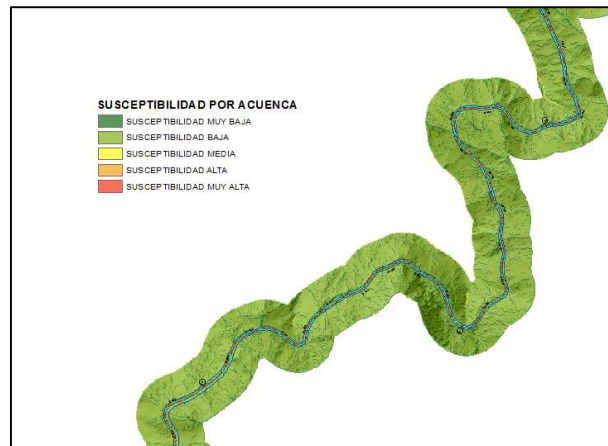 SUSCEPTIBILIDAD POR ACUENCA
SUSCEPTIBILIDAD MUY BAJA
SUSCEPTIBILIDAD BAJA
SUSCEPTIBILIDAD MEDIA
SUSCEPTIBILIDAD ALTA
SUSCEPTIBILIDAD MUY ALTA